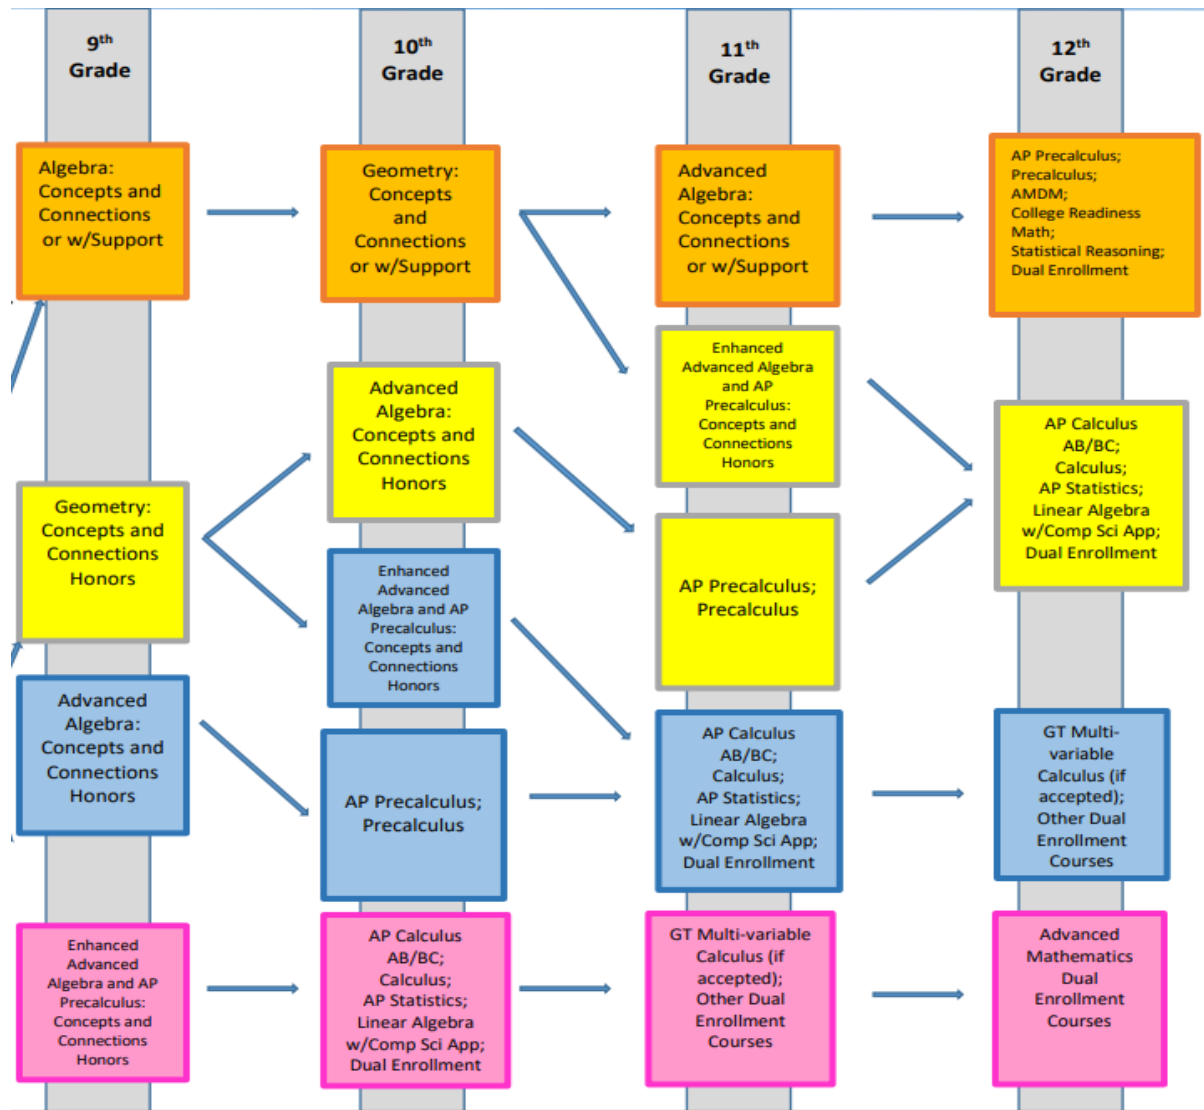 9th
Grade
10th
Grade
11th
Grade
12th
Grade
Algebra:
Concepts and
Connections
or w/Support
Geometry:
Concepts
and
Connections
or w/Support
Advanced
Algebra:
Concepts and
Connections
or w/Support
AP Precalculus;
Precalculus;
AMDM;
College Readiness
Math;
Statistical Reasoning;
Dual Enrollment
Geometry:
Concepts and
Connections
Honors
Advanced
Algebra:
Concepts and
Connections
Honors
Enhanced
Advanced Algebra
and AP
Precalculus:
Concepts and
Connections
Honors
AP Calculus
AB/BC;
Calculus;
AP Statistics;
Linear Algebra
w/Comp Sci App;
Dual Enrollment
Enhanced
Advanced
Algebra and AP
Precalculus:
Concepts and
Connections
Honors
AP Precalculus;
Precalculus
Advanced
Algebra:
Concepts and
Connections
Honors
AP Precalculus;
Precalculus
AP Calculus
AB/BC;
Calculus;
AP Statistics;
Linear Algebra
w/Comp Sci App;
Dual Enrollment
GT Multi-
variable
Calculus (if
accepted);
Other Dual
Enrollment
Courses
Enhanced
Advanced
Algebra and AP
Precalculus:
Concepts and
Connections
Honors
AP Calculus
AB/BC;
Calculus;
AP Statistics;
Linear Algebra
w/Comp Sci App;
Dual Enrollment
GT Multi-variable
Calculus (if
accepted);
Other Dual
Enrollment
Courses
Advanced
Mathematics
Dual
Enrollment
Courses